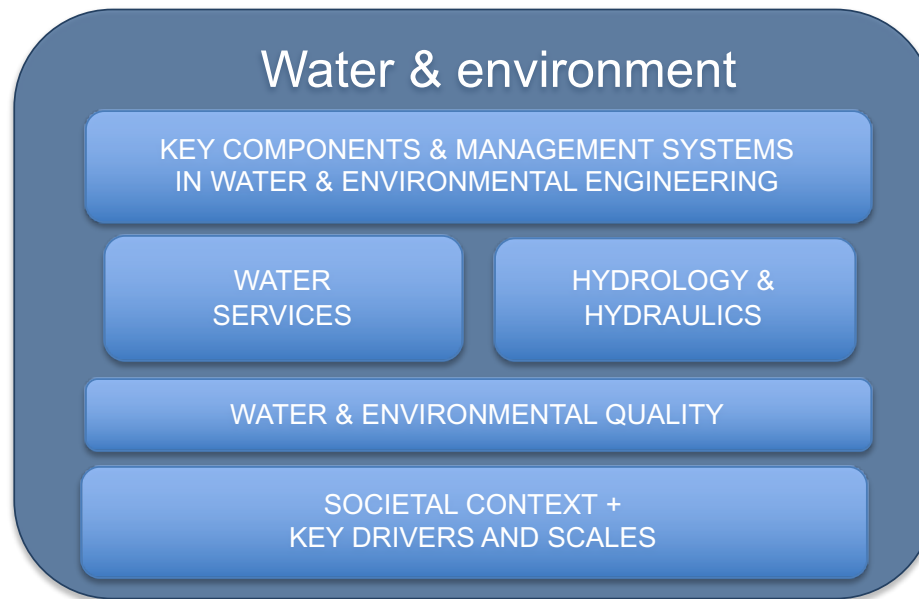 Water & environment
KEY COMPONENTS & MANAGEMENT SYSTEMS
IN WATER & ENVIRONMENTAL ENGINEERING
WATER
SERVICES
HYDROLOGY &
HYDRAULICS
WATER & ENVIRONMENTAL QUALITY
SOCIETAL CONTEXT +
KEY DRIVERS AND SCALES